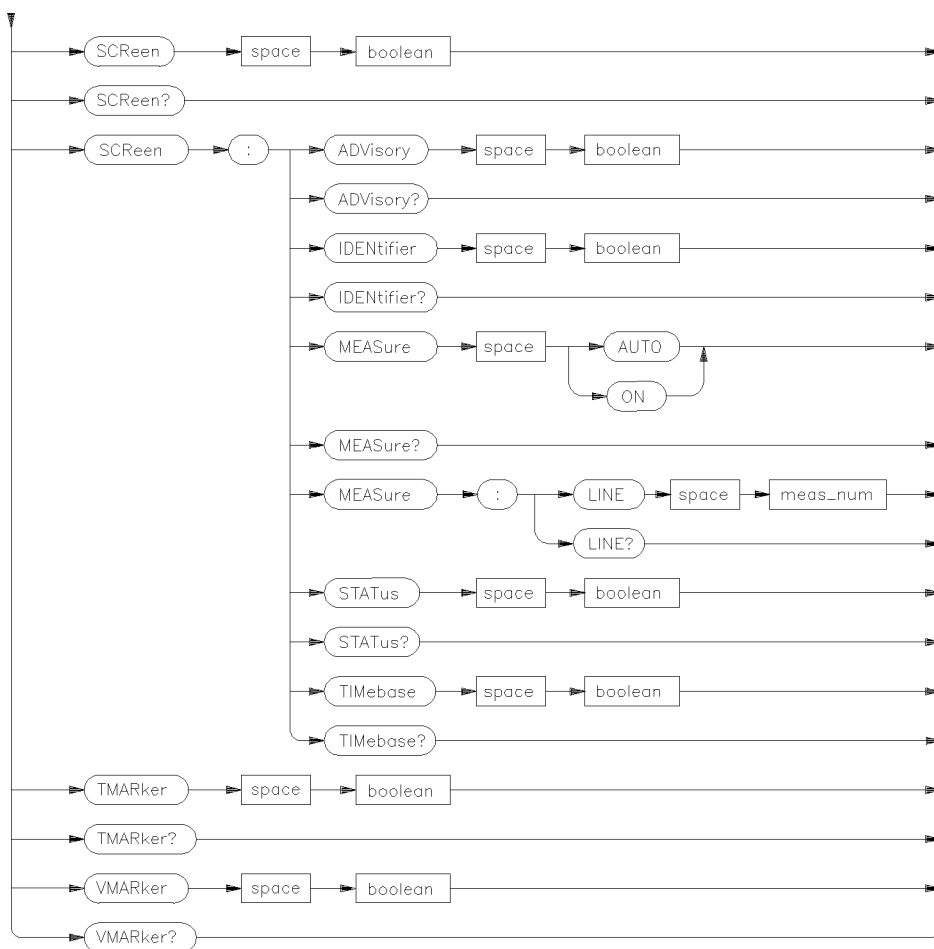 SCReen space boolean
SCReen?
SCReen : ADVisory space boolean
ADVisory?
IDENtifier space boolean
IDENtifier?
MEASure space AUTO
ON
MEASure?
MEASure : LINE space meas_num
LINE?
STATus space boolean
STATus?
TIMebase space boolean
TIMebase?
TMARker space boolean
TMARker?
VMARker space boolean
VMARker?